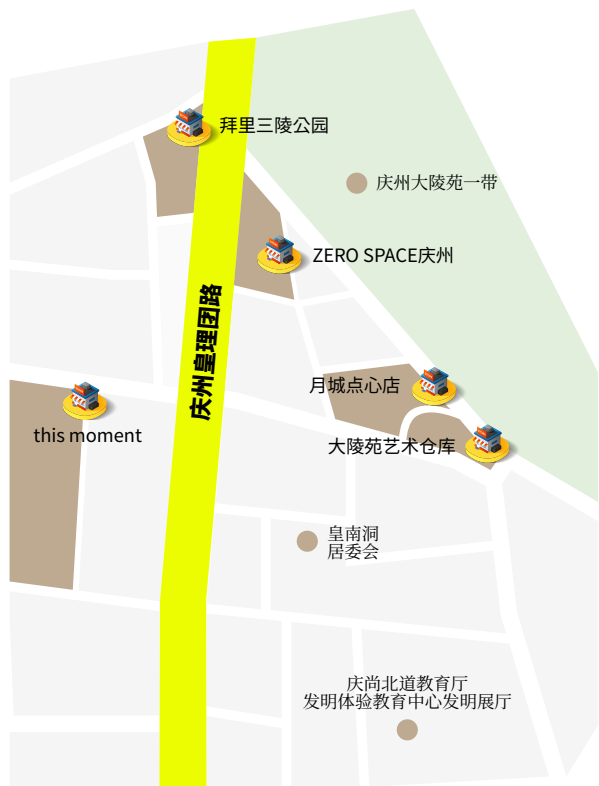 拜里三陵公园
庆州大陵苑一带
ZERO SPACE庆州
庆州皇理团路
月城点心店
this moment
大陵苑艺术仓库
皇南洞
居委会
庆尚北道教育厅
发明体验教育中心发明展厅